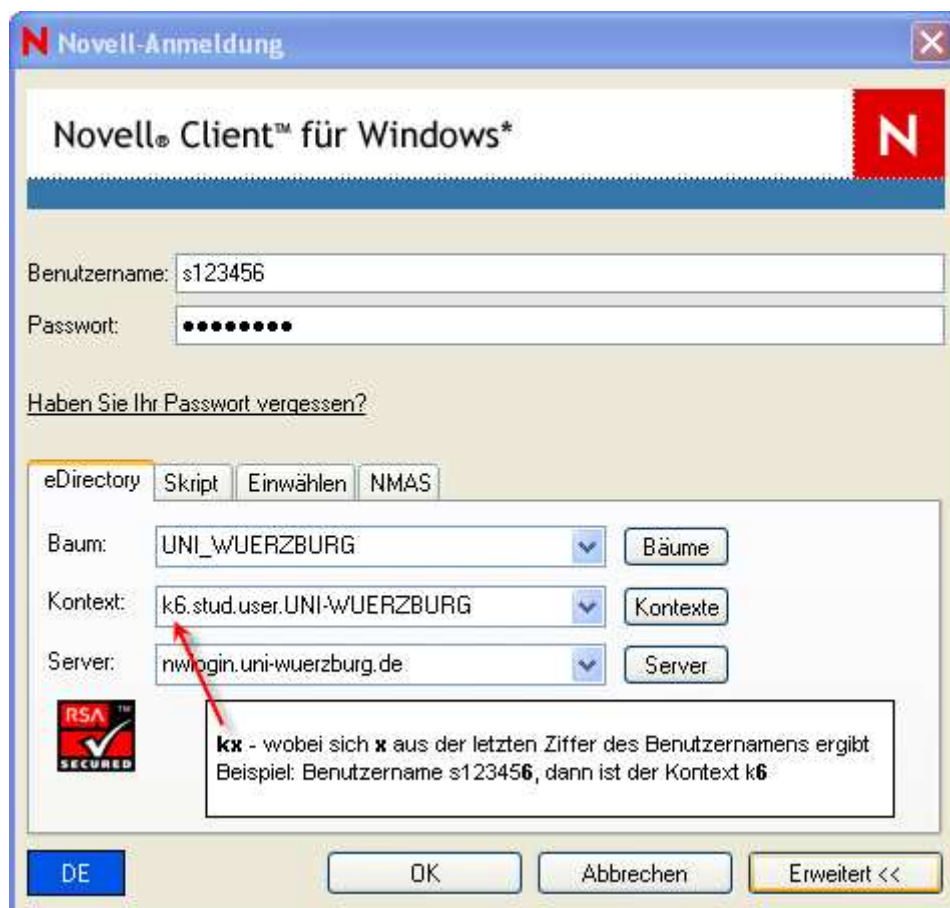 N Novell-Anmeldung
Novell® Client™ für Windows*
N
Benutzername: s123456
Passwort: ●●●●●●●●
Haben Sie Ihr Passwort vergessen?
eDirectory Skript Einwählen NMAS
Baum: UNI_WUERZBURG Bäume
Kontext: k6.stud.user.UNI-WUERZBURG Kontexte
Server: nwlogin.uni-wuerzburg.de Server
RSA ™
SECURED
kx - wobei sich x aus der letzten Ziffer des Benutzernamens ergibt
Beispiel: Benutzername s123456, dann ist der Kontext k6
DE OK Abbrechen Erweitert <<